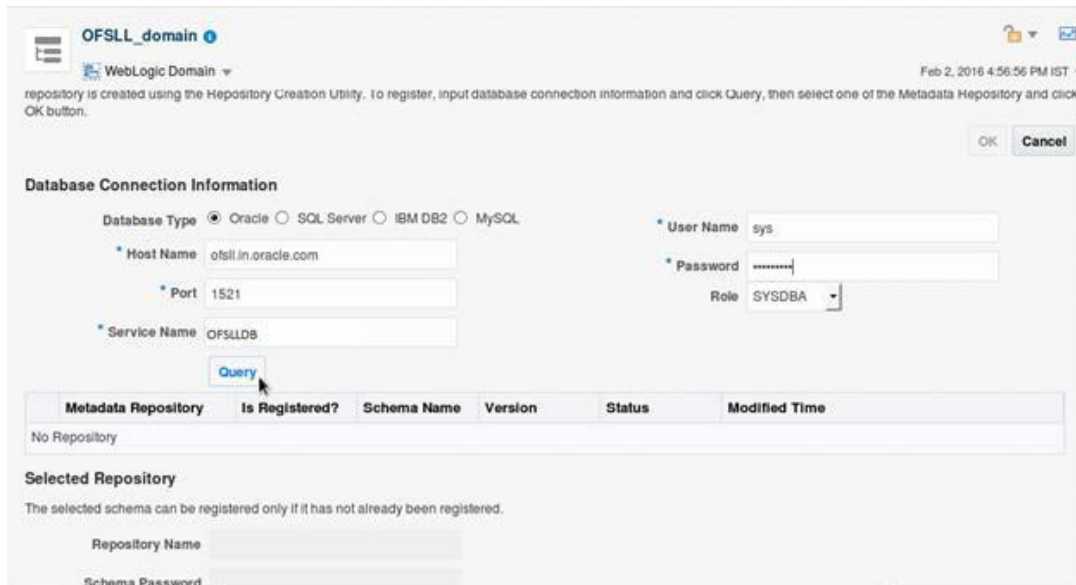 OFSLL_domain
WebLogic Domain
Feb 2, 2016 4:56:56 PM IST
repository is created using the Repository Creation Utility. To register, input database connection information and click Query, then select one of the Metadata Repository and click
OK button.
OK Cancel
Database Connection Information
Database Type Oracle SQL Server IBM DB2 MySQL
* Host Name ofsll.in.oracle.com
* Port 1521
* Service Name OFSLLDB
* User Name sys
* Password •••••••••
Role SYSDBA
Query
Metadata Repository Is Registered? Schema Name Version Status Modified Time
No Repository
Selected Repository
The selected schema can be registered only if it has not already been registered.
Repository Name
Schema Password